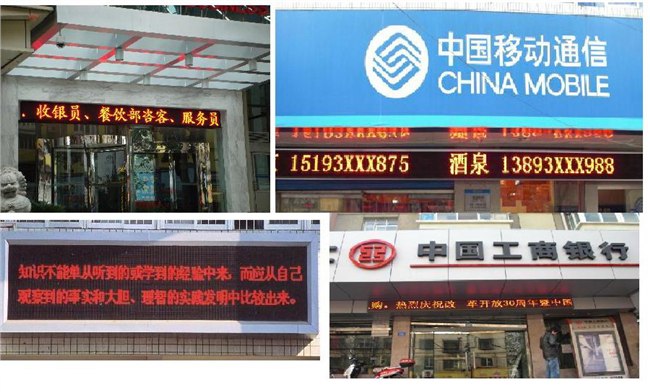 、收银员、餐饮部咨客、服务员
中国移动通信
CHINA MOBILE
15193XXX875 酒泉 13893XXX988
知识不能单从听到的或学到的经验中来，而应从自己
观察到的事实和大胆、理智的实践发明中比较出来。
中国工商银行
购。热烈庆祝改 革开放30周年暨中国